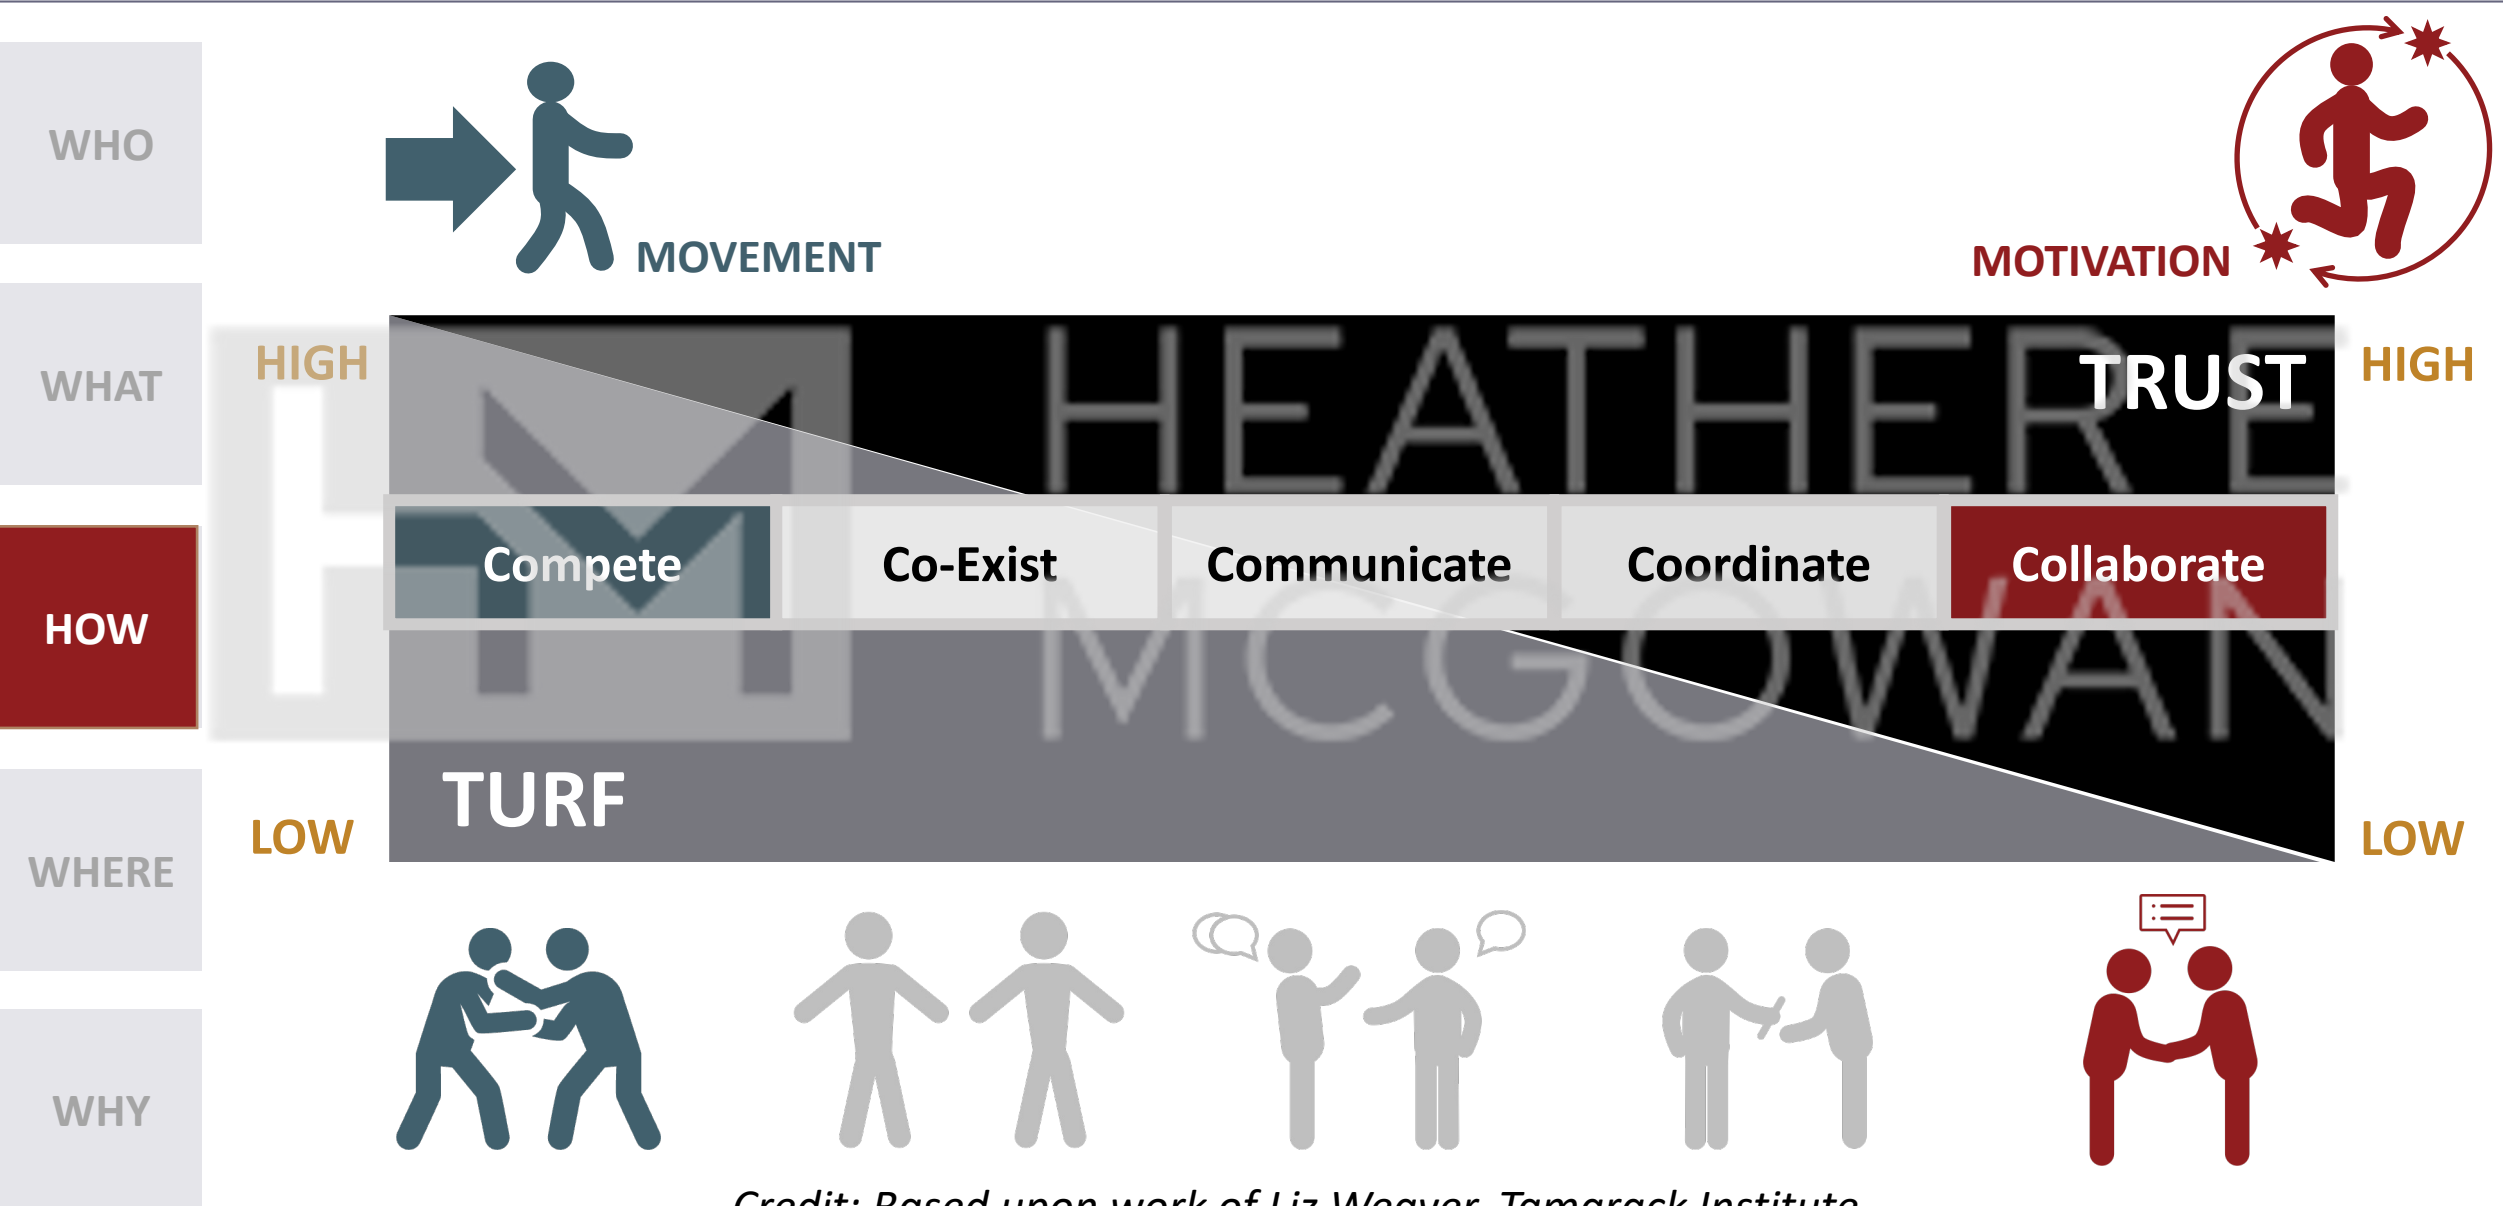 WHO
WHAT
HOW
WHERE
WHY
MOVEMENT
MOTIVATION
HIGH
TRUST
HIGH
HM
HEATHER E
MCGOWAN
Compete
Co-Exist
Communicate
Coordinate
Collaborate
TURF
LOW
LOW
Credit: Based upon work of Liz Weaver, Tamarack Institute